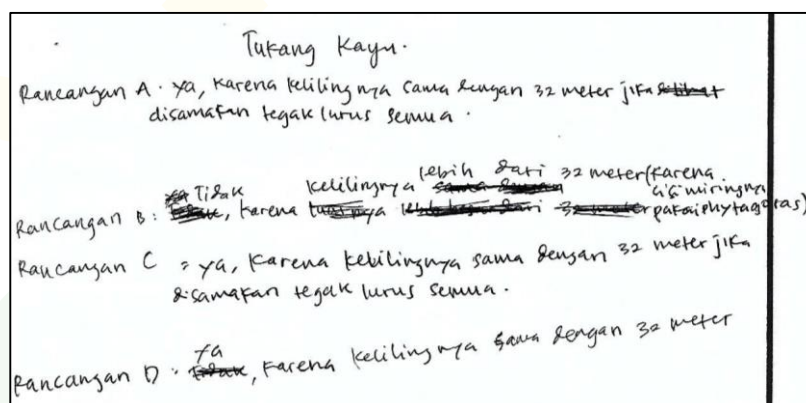 Tukang Kayu.
Rancangan A. ya, karena kelilingnya sama dengan 32 meter jika
disamakan tegak lurus semua.
Rancangan B: Tidak, karena kelilingnya lebih dari 32 meter (karena sisi miringnya pakai phytagoras)
Rancangan C = ya, karena kelilingnya sama dengan 32 meter jika
disamakan tegak lurus semua.
Rancangan D. ya, karena kelilingnya sama dengan 32 meter